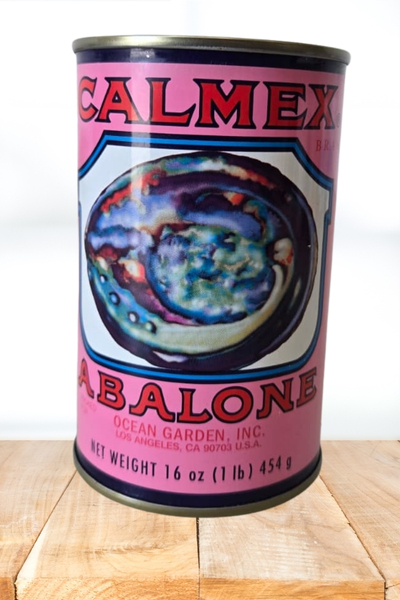 CALMEX
ABALONE
OCEAN GARDEN, INC.
LOS ANGELES, CA 90703 U.S.A.
NET WEIGHT 16 oz (1 lb) 454 g